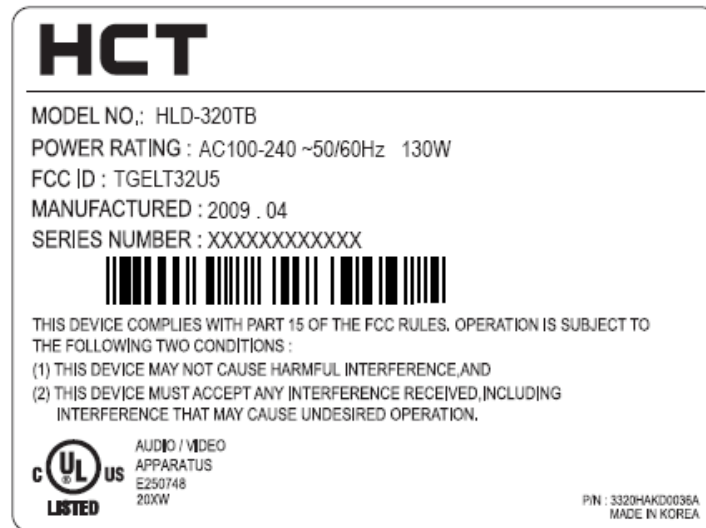 HCT
MODEL NO.: HLD-320TB
POWER RATING : AC100-240 ~50/60Hz 130W
FCC ID : TGELT32U5
MANUFACTURED : 2009 . 04
SERIES NUMBER : XXXXXXXXXXXX
THIS DEVICE COMPLIES WITH PART 15 OF THE FCC RULES. OPERATION IS SUBJECT TO
THE FOLLOWING TWO CONDITIONS :
(1) THIS DEVICE MAY NOT CAUSE HARMFUL INTERFERENCE,AND
(2) THIS DEVICE MUST ACCEPT ANY INTERFERENCE RECEIVED,INCLUDING
INTERFERENCE THAT MAY CAUSE UNDESIRED OPERATION.
C UL ® US
LISTED
AUDIO / VIDEO
APPARATUS
E250748
20XW
P/N : 3320HAKD0036A
MADE IN KOREA